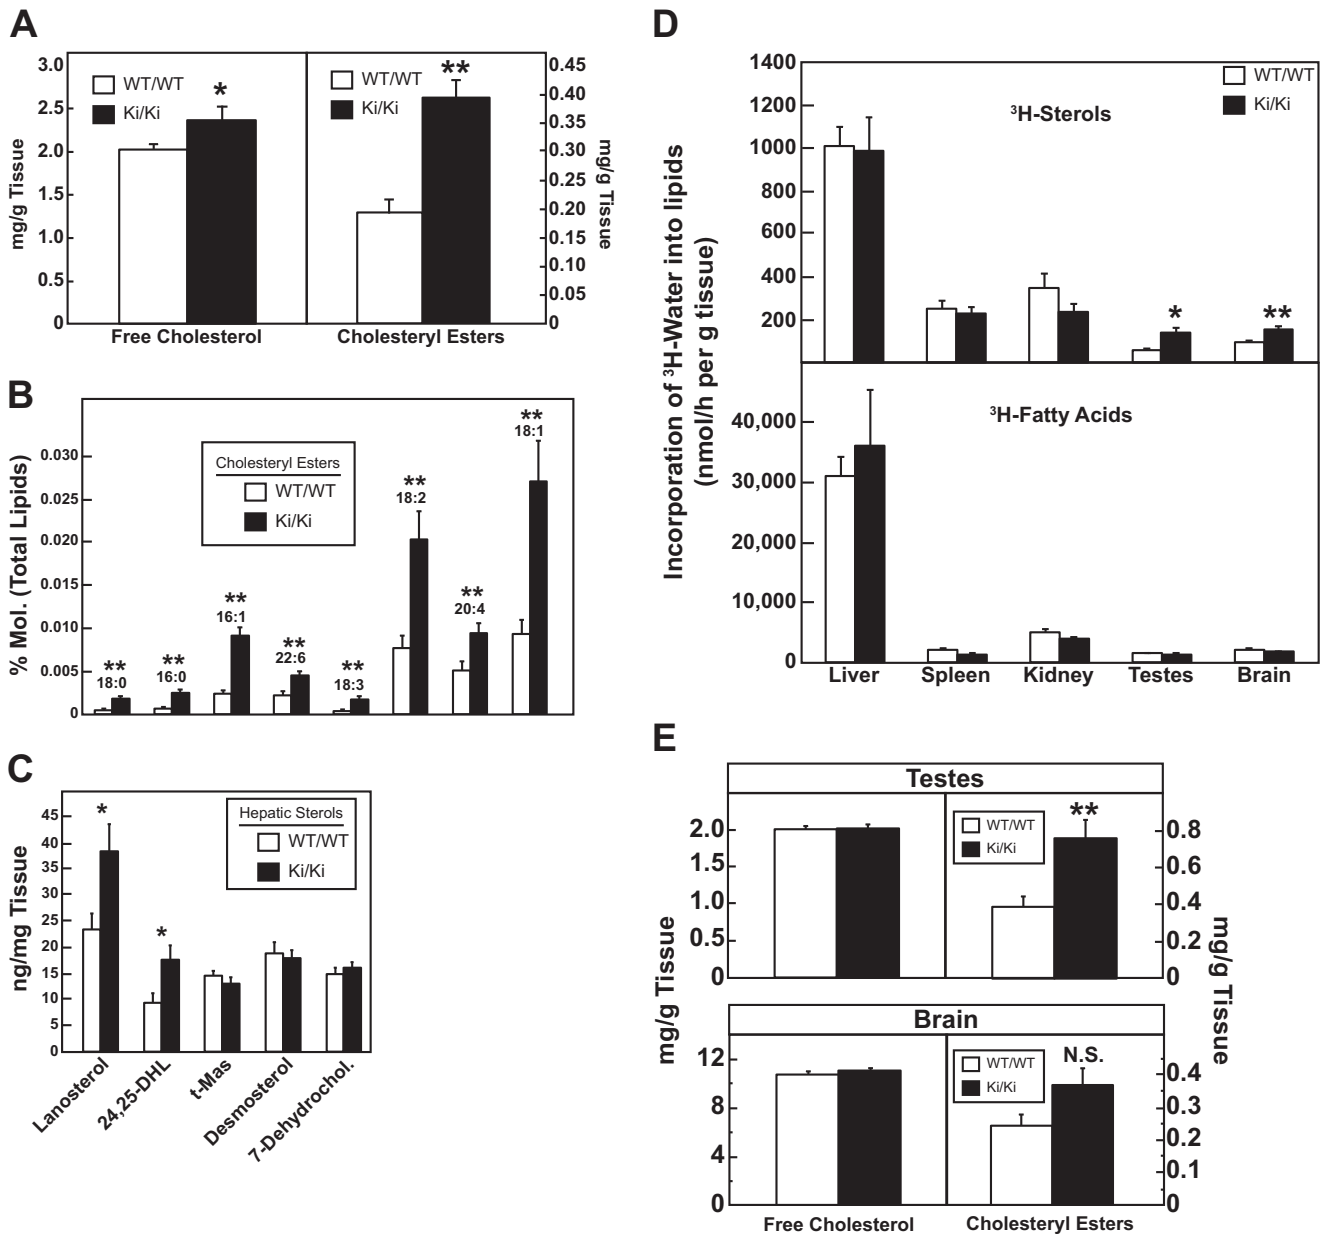 A
3.0
2.5
2.0
1.5
1.0
0.5
0
mg/g Tissue
WT/WT
Ki/Ki
*
WT/WT
Ki/Ki
**
0.45
0.40
0.35
0.30
0.25
0.20
0.15
0.10
0.05
0
mg/g Tissue
Free Cholesterol
Cholesteryl Esters
B
% Mol. (Total Lipids)
0.030
0.025
0.020
0.015
0.010
0.005
0
Cholesteryl Esters
WT/WT
Ki/Ki
**
18:0
**
16:0
**
16:1
**
22:6
**
18:3
**
18:2
**
20:4
**
18:1
C
ng/mg Tissue
45
40
35
30
25
20
15
10
5
0
Hepatic Sterols
WT/WT
Ki/Ki
*
*
Lanosterol
24,25-DHL
t-Mas
Desmosterol
7-Dehydrochol.
D
Incorporation of ³H-Water into lipids
(nmol/h per g tissue)
1400
1200
1000
800
600
400
200
³H-Sterols
WT/WT
Ki/Ki
*
**
40,000
30,000
20,000
10,000
0
³H-Fatty Acids
Liver
Spleen
Kidney
Testes
Brain
E
Testes
mg/g Tissue
2.0
1.5
1.0
0.5
0
WT/WT
Ki/Ki
**
0.8
0.6
0.4
0.2
0
mg/g Tissue
Brain
12
8
4
0
WT/WT
Ki/Ki
N.S.
0.4
0.3
0.2
0.1
0
Free Cholesterol
Cholesteryl Esters